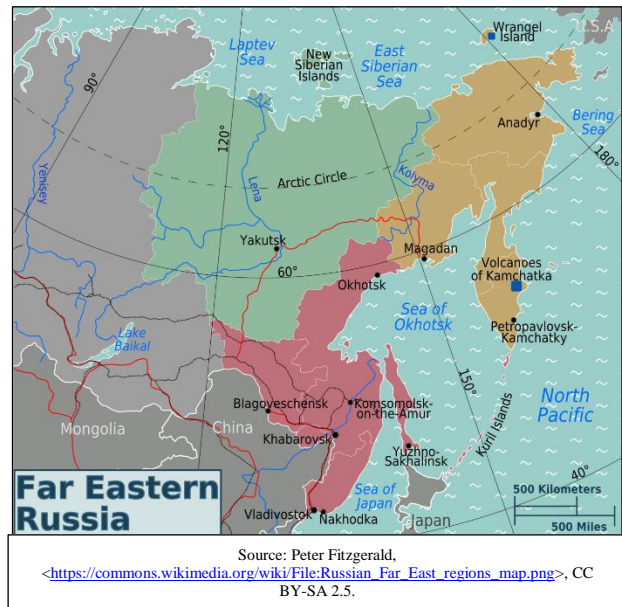 Wrangel
Island
U.S.A
Laptev
Sea
New
Siberian
Islands
East
Siberian
Sea
90°
Anadyr
Bering
Sea
120°
180°
Yenisey
Lena
Arctic Circle
Kolyma
Yakutsk
Magadan
60°
Okhotsk
Volcanoes
of Kamchatka
Sea of
Okhotsk
Petropavlovsk-
Kamchatky
Lake
Baikal
150°
North
Pacific
Blagoveschensk
Komsomolsk-
on-the-Amur
Mongolia
China
Khabarovsk
Kuril Islands
Yuzhno-
Sakhalinsk
40°
Far Eastern
Russia
Sea of
Japan
500 Kilometers
500 Miles
Vladivostok
Nakhodka
Japan
Source: Peter Fitzgerald,
<https://commons.wikimedia.org/wiki/File:Russian_Far_East_regions_map.png>, CC
BY-SA 2.5.